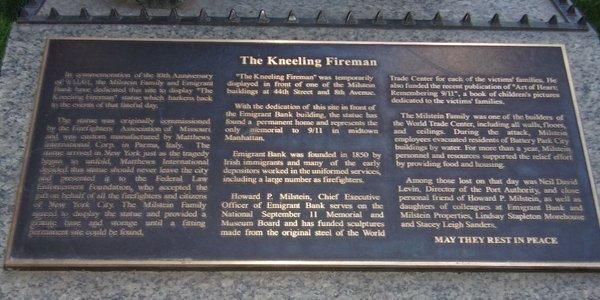 The Kneeling Fireman
In commemoration of the 10th Anniversary
of 9/11/01, the Milstein Family and Emigrant
Bank have dedicated this site to display "The
Kneeling Fireman" statue which harkens back
to the events of that fateful day.
The statue was originally commissioned
by the Firefighters Association of Missouri
and was custom manufactured by Matthews
International Corp. in Parma, Italy. The
statue arrived in New York just as the tragedy
began to unfold. Matthews International
decided this statue should never leave the city
and presented it to the Federal Law
Enforcement Foundation, who accepted the
gift on behalf of all the firefighters and citizens
of New York City. The Milstein Family
agreed to display the statue and provided a
granite base and storage until a fitting
permanent site could be found.
"The Kneeling Fireman" was temporarily
displayed in front of one of the Milstein
buildings at 44th Street and 8th Avenue.
With the dedication of this site in front of
the Emigrant Bank building, the statue has
found a permanent home and represents the
only memorial to 9/11 in midtown
Manhattan.
Emigrant Bank was founded in 1850 by
Irish immigrants and many of the early
depositors worked in the uniformed services,
including a large number as firefighters.
Howard P. Milstein, Chief Executive
Officer of Emigrant Bank serves on the
National September 11 Memorial and
Museum Board and has funded sculptures
made from the original steel of the World
Trade Center for each of the victims' families. He
also funded the recent publication of "Art of Heart:
Remembering 9/11", a book of children's pictures
dedicated to the victims' families.
The Milstein Family was one of the builders of
the World Trade Center, including all walls, floors
and ceilings. During the attack, Milstein
employees evacuated residents of Battery Park City
buildings by water. For more than a year, Milstein
personnel and resources supported the relief effort
by providing food and housing.
Among those lost on that day was Neil David
Levin, Director of the Port Authority, and close
personal friend of Howard P. Milstein, as well as
daughters of colleagues at Emigrant Bank and
Milstein Properties, Lindsay Stapleton Morehouse
and Stacey Leigh Sanders.
MAY THEY REST IN PEACE